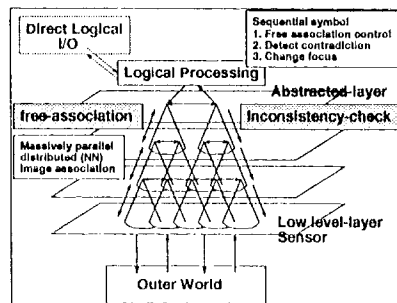 Direct Logical
I/O
Sequential symbol
1. Free association control
2. Detect contradiction
3. Change focus
Logical Processing
Abstracted-layer
free-association
Inconsistency-check
Massively parallel
distributed (NN)
Image association
Low level-layer
Sensor
Outer World